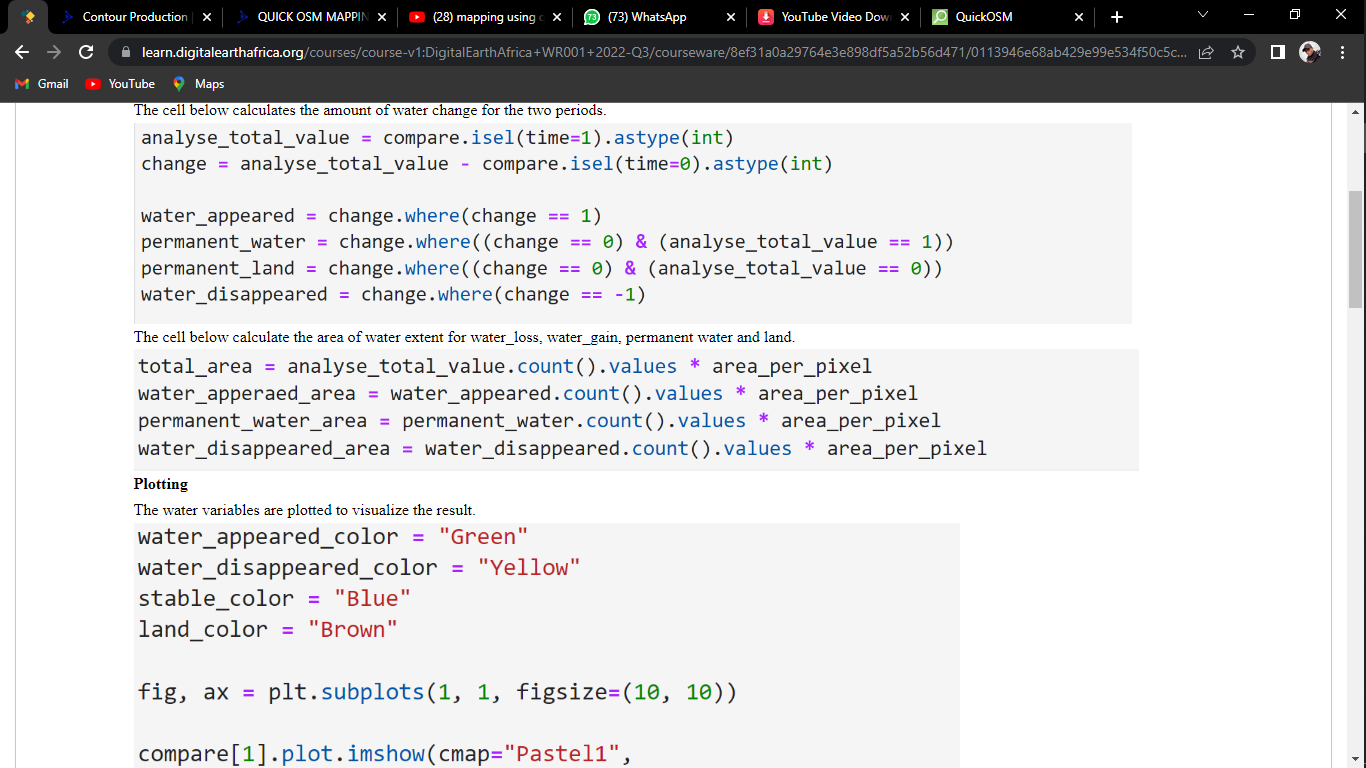 Contour Production
QUICK OSM MAPPIN
(28) mapping using
(73) WhatsApp
YouTube Video Dow
QuickOSM
learn.digitalearthafrica.org/courses/course-v1:DigitalEarthAfrica+WR001+2022-Q3/courseware/8ef31a0a29764e3e898df5a52b56d471/0113946e68ab429e99e534f50c5c...
Gmail
YouTube
Maps
The cell below calculates the amount of water change for the two periods.
analyse_total_value = compare.isel(time=1).astype(int)
change = analyse_total_value - compare.isel(time=0).astype(int)
water_appeared = change.where(change == 1)
permanent_water = change.where((change == 0) & (analyse_total_value == 1))
permanent_land = change.where((change == 0) & (analyse_total_value == 0))
water_disappeared = change.where(change == -1)
The cell below calculate the area of water extent for water_loss, water_gain, permanent water and land.
total_area = analyse_total_value.count().values * area_per_pixel
water_apperaed_area = water_appeared.count().values * area_per_pixel
permanent_water_area = permanent_water.count().values * area_per_pixel
water_disappeared_area = water_disappeared.count().values * area_per_pixel
Plotting
The water variables are plotted to visualize the result.
water_appeared_color = "Green"
water_disappeared_color = "Yellow"
stable_color = "Blue"
land_color = "Brown"
fig, ax = plt.subplots(1, 1, figsize=(10, 10))
compare[1].plot.imshow(cmap="Pastel1",